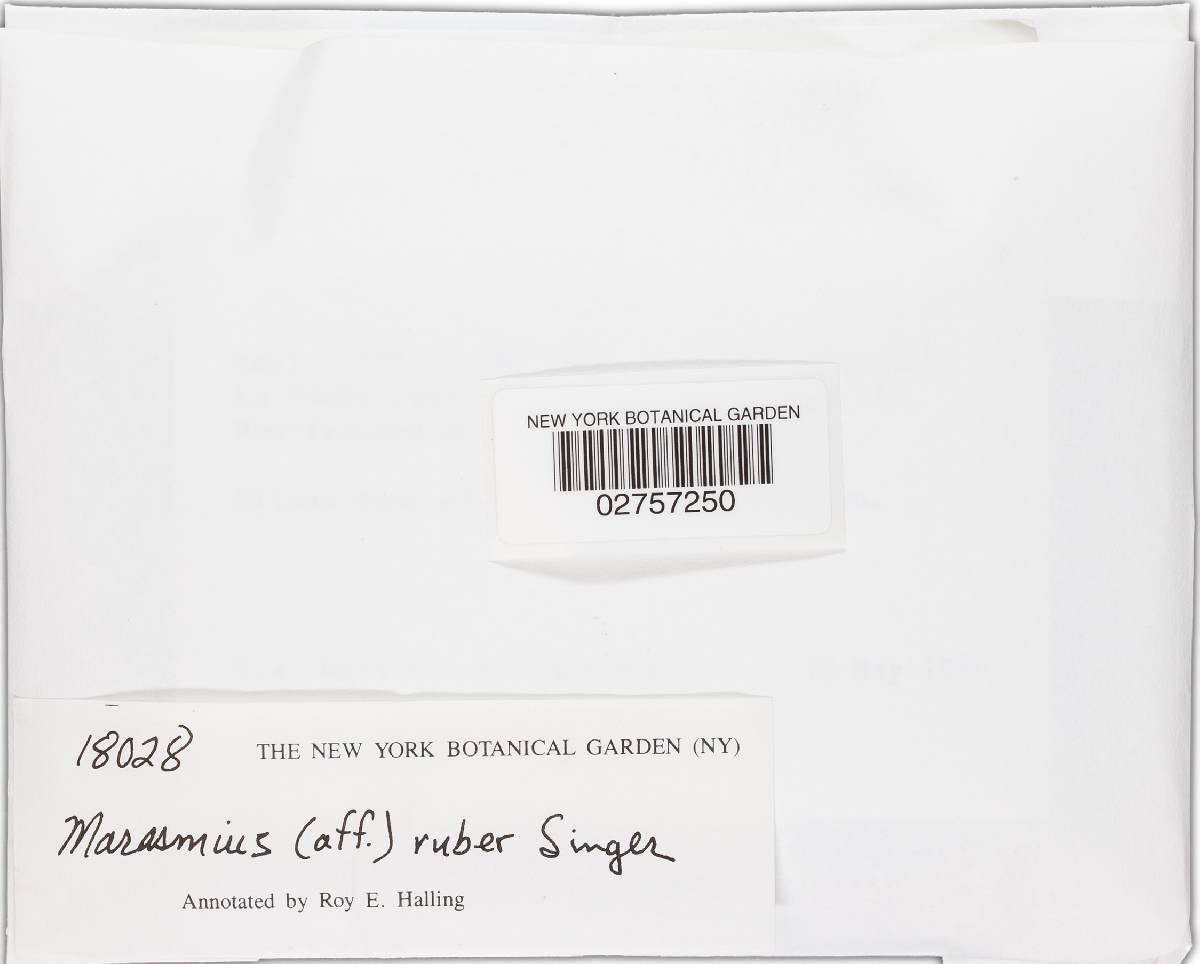 NEW YORK BOTANICAL GARDEN
02757250
18028 THE NEW YORK BOTANICAL GARDEN (NY)
Marasmius (aff.) ruber Singer
Annotated by Roy E. Halling